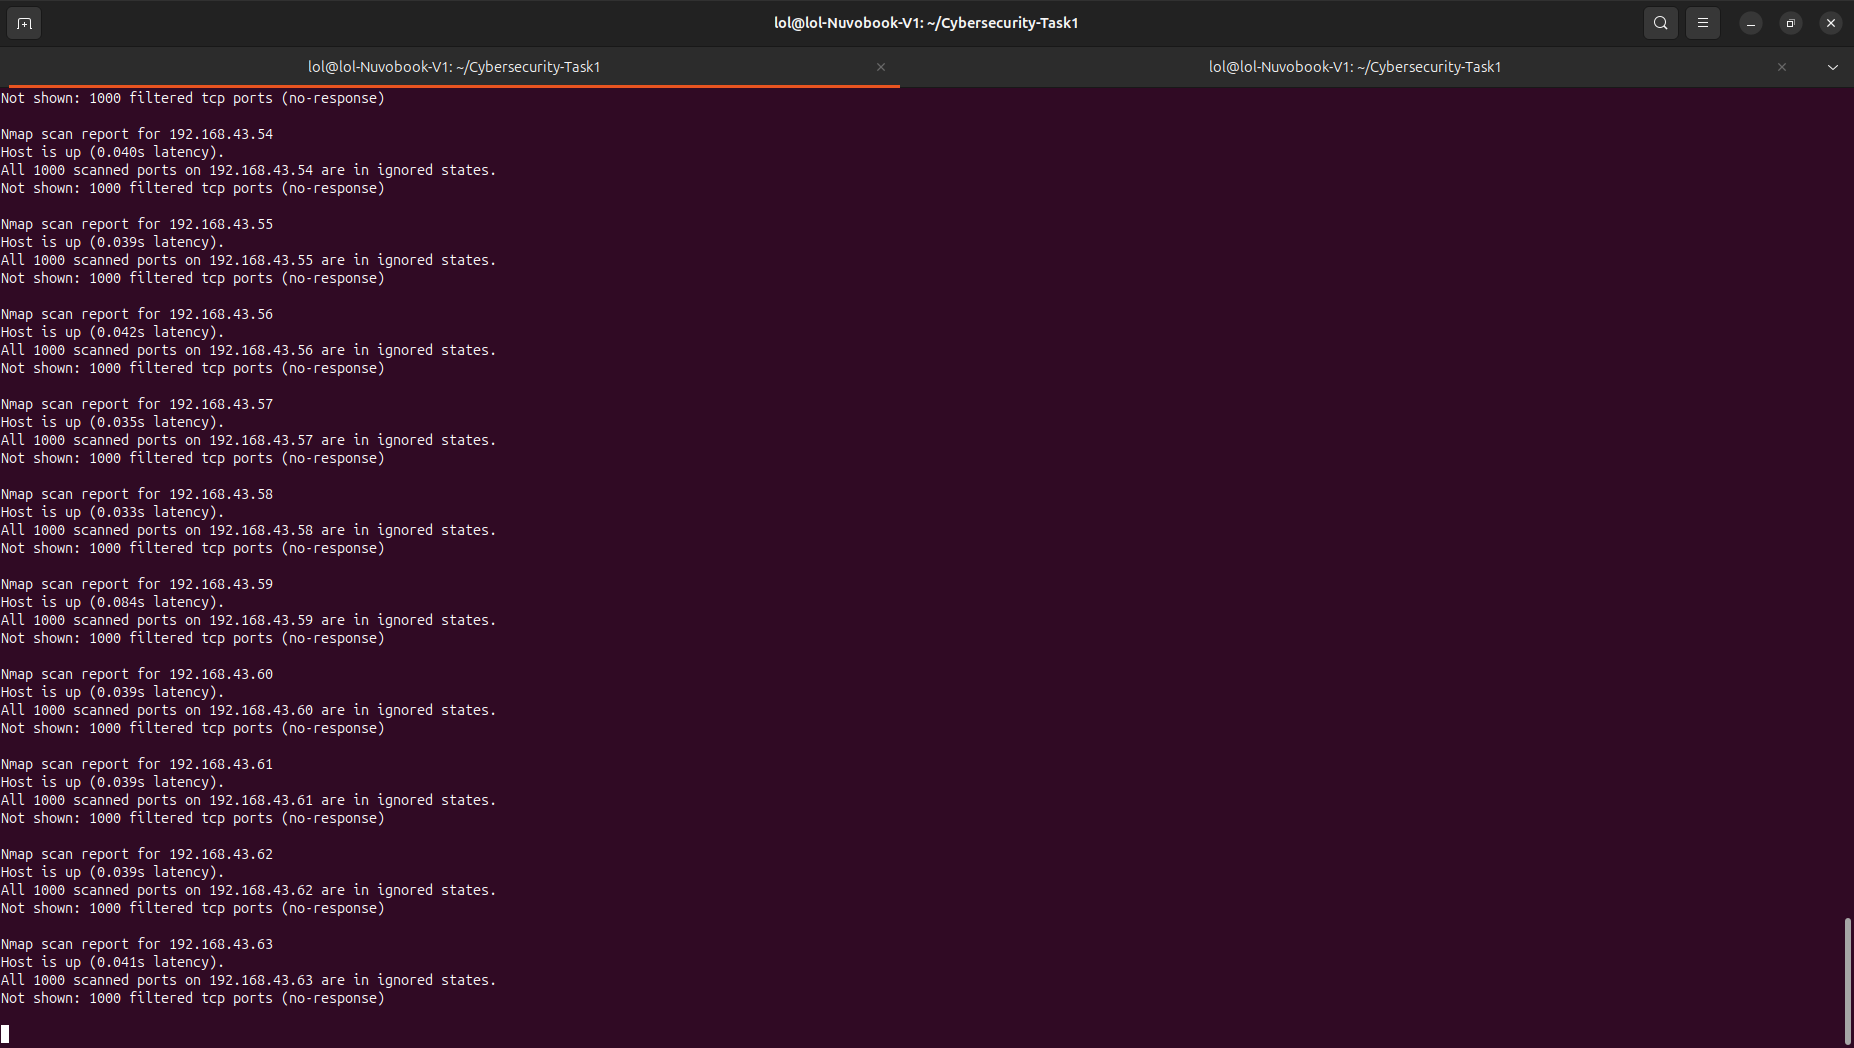 lol@lol-Nuvobook-V1: ~/Cybersecurity-Task1
lol@lol-Nuvobook-V1: ~/Cybersecurity-Task1
lol@lol-Nuvobook-V1: ~/Cybersecurity-Task1
Not shown: 1000 filtered tcp ports (no-response)
Nmap scan report for 192.168.43.54
Host is up (0.040s latency).
All 1000 scanned ports on 192.168.43.54 are in ignored states.
Not shown: 1000 filtered tcp ports (no-response)
Nmap scan report for 192.168.43.55
Host is up (0.039s latency).
All 1000 scanned ports on 192.168.43.55 are in ignored states.
Not shown: 1000 filtered tcp ports (no-response)
Nmap scan report for 192.168.43.56
Host is up (0.042s latency).
All 1000 scanned ports on 192.168.43.56 are in ignored states.
Not shown: 1000 filtered tcp ports (no-response)
Nmap scan report for 192.168.43.57
Host is up (0.035s latency).
All 1000 scanned ports on 192.168.43.57 are in ignored states.
Not shown: 1000 filtered tcp ports (no-response)
Nmap scan report for 192.168.43.58
Host is up (0.033s latency).
All 1000 scanned ports on 192.168.43.58 are in ignored states.
Not shown: 1000 filtered tcp ports (no-response)
Nmap scan report for 192.168.43.59
Host is up (0.084s latency).
All 1000 scanned ports on 192.168.43.59 are in ignored states.
Not shown: 1000 filtered tcp ports (no-response)
Nmap scan report for 192.168.43.60
Host is up (0.039s latency).
All 1000 scanned ports on 192.168.43.60 are in ignored states.
Not shown: 1000 filtered tcp ports (no-response)
Nmap scan report for 192.168.43.61
Host is up (0.039s latency).
All 1000 scanned ports on 192.168.43.61 are in ignored states.
Not shown: 1000 filtered tcp ports (no-response)
Nmap scan report for 192.168.43.62
Host is up (0.039s latency).
All 1000 scanned ports on 192.168.43.62 are in ignored states.
Not shown: 1000 filtered tcp ports (no-response)
Nmap scan report for 192.168.43.63
Host is up (0.041s latency).
All 1000 scanned ports on 192.168.43.63 are in ignored states.
Not shown: 1000 filtered tcp ports (no-response)